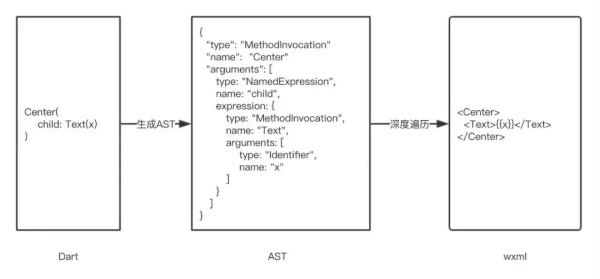 Center(
child: Text(x)
)
生成AST
{
"type": "MethodInvocation"
"name": "Center"
"arguments": [
type: "NamedExpression",
name: "child",
expression: {
type: "MethodInvocation",
name: "Text",
arguments: [
type: "Identifier",
name: "x"
]
}
]
}
深度遍历
<Center>
<Text>{{x}}</Text>
</Center>
Dart
AST
wxml